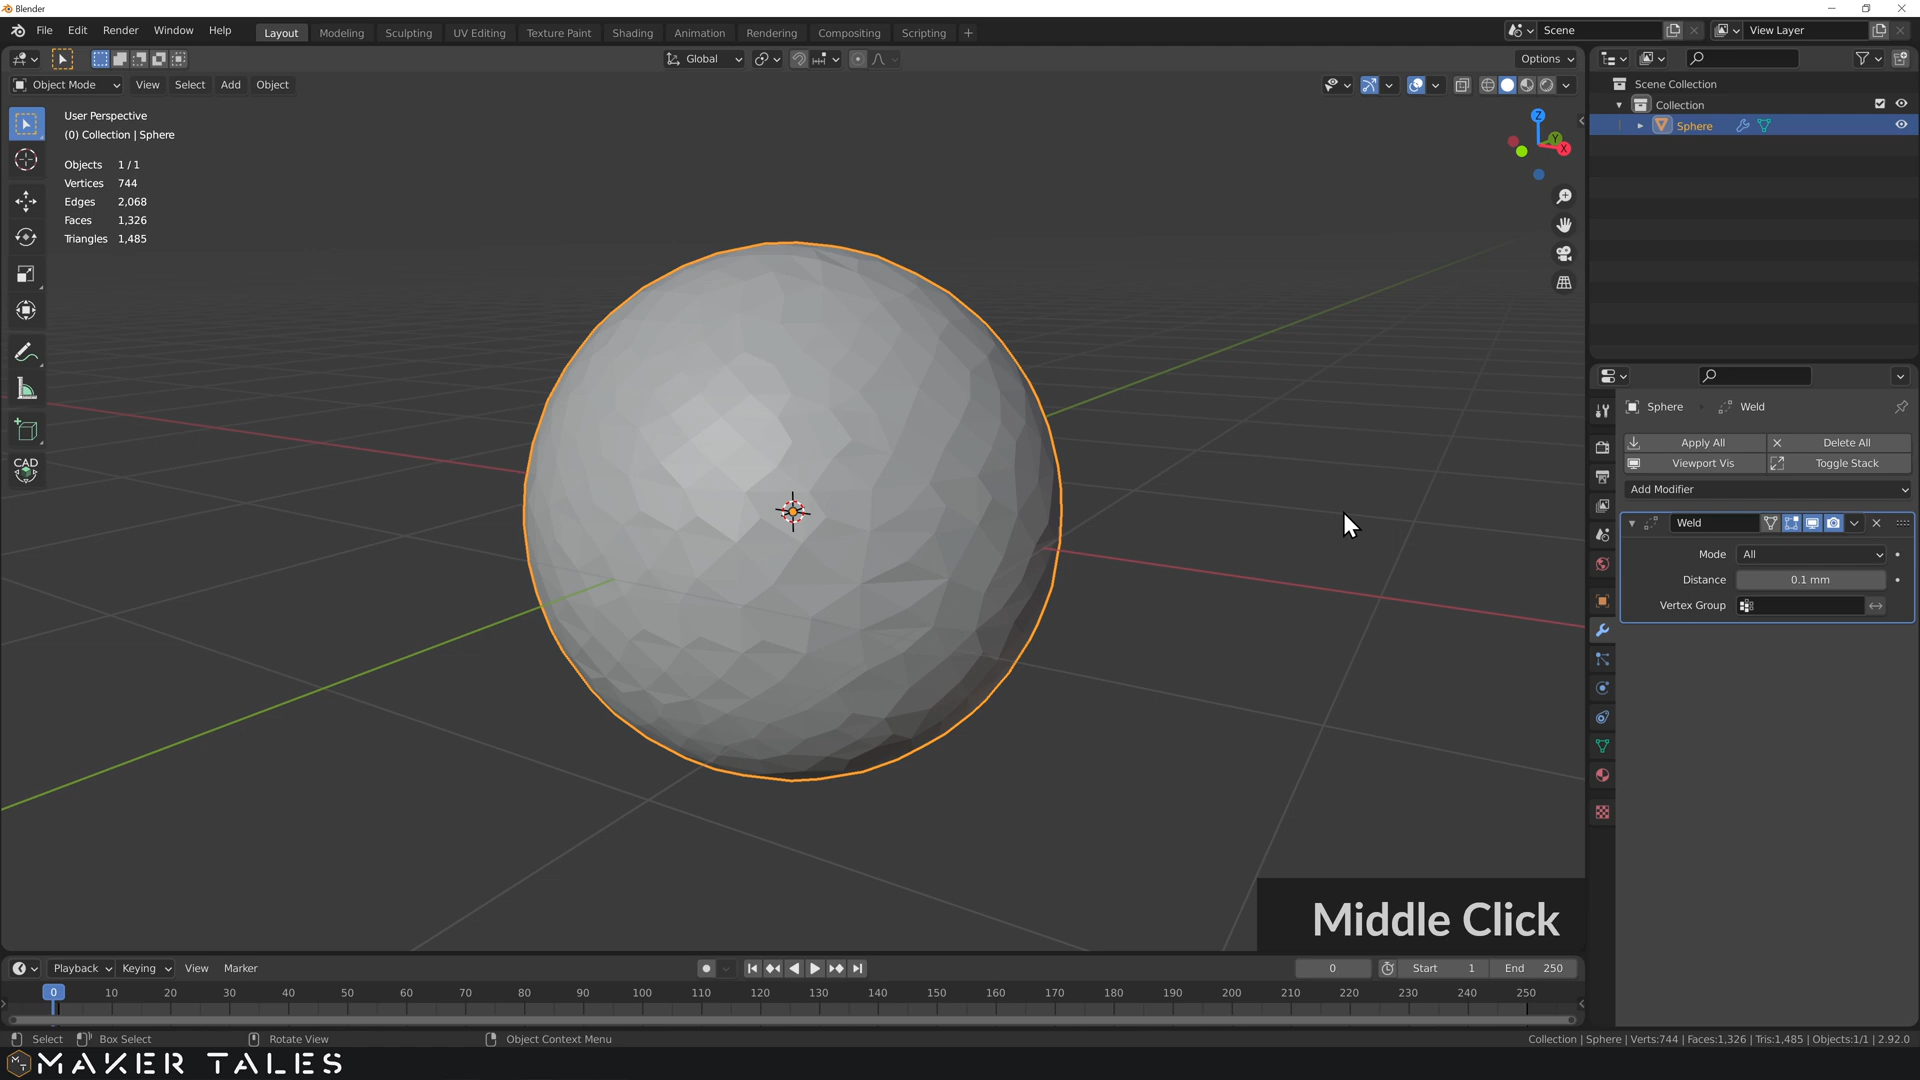 Blender
File Edit Render Window Help
Layout Modeling Sculpting UV Editing Texture Paint Shading Animation Rendering Compositing Scripting +
Scene
View Layer
Global
Options
Object Mode View Select Add Object
User Perspective
(0) Collection | Sphere
Objects 1 / 1
Vertices 744
Edges 2,068
Faces 1,326
Triangles 1,485
CAD
Z
Y
X
Scene Collection
Collection
Sphere
Sphere Weld
Apply All Delete All
Viewport Vis Toggle Stack
Add Modifier
Weld
Mode All
Distance 0.1 mm
Vertex Group
Middle Click
Playback Keying View Marker
0 Start 1 End 250
0 10 20 30 40 50 60 70 80 90 100 110 120 130 140 150 160 170 180 190 200 210 220 230 240 250
Select Box Select Rotate View Object Context Menu
Collection | Sphere | Verts:744 | Faces:1,326 | Tris:1,485 | Objects:1/1 | 2.92.0
MT MAKER TALES